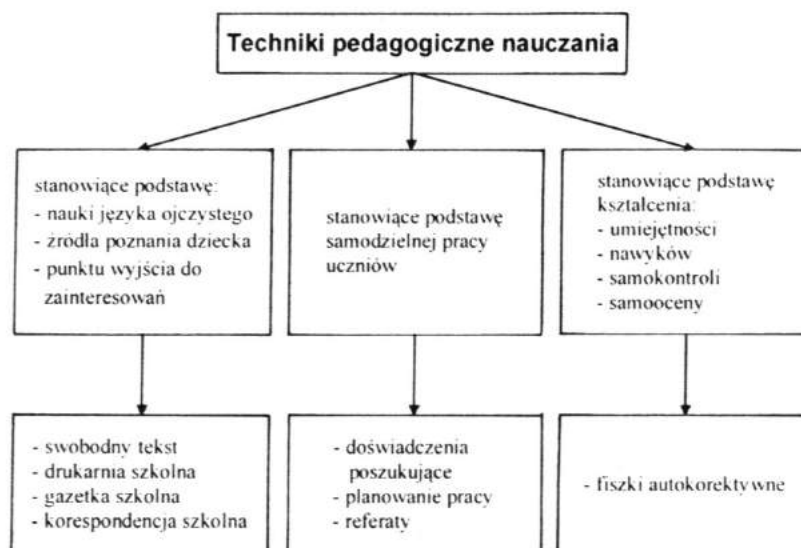 Techniki pedagogiczne nauczania
stanowiące podstawę:
- nauki języka ojczystego
- źródła poznania dziecka
- punktu wyjścia do
zainteresowań
stanowiące podstawę
samodzielnej pracy
uczniów
stanowiące podstawę
kształcenia:
- umiejętności
- nawyków
- samokontroli
- samooceny
- swobodny tekst
- drukarnia szkolna
- gazetka szkolna
- korespondencja szkolna
- doświadczenia
poszukujące
- planowanie pracy
- referaty
- fiszki autokorektywne